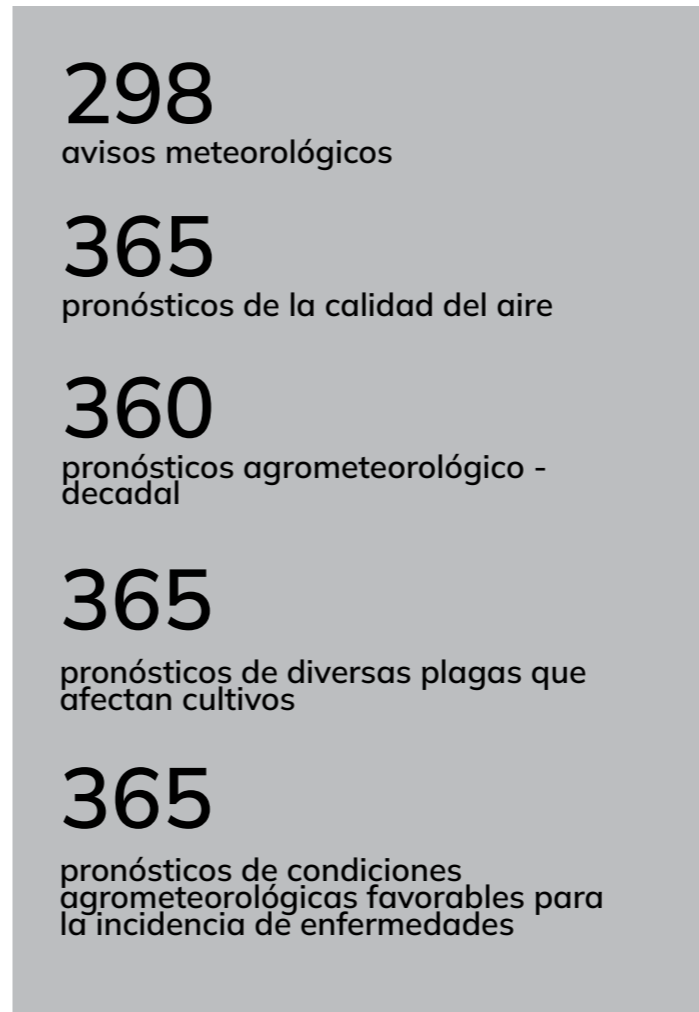 298
avisos meteorológicos
365
pronósticos de la calidad del aire
360
pronósticos agrometeorológico -
decadal
365
pronósticos de diversas plagas que
afectan cultivos
365
pronósticos de condiciones
agrometeorológicas favorables para
la incidencia de enfermedades